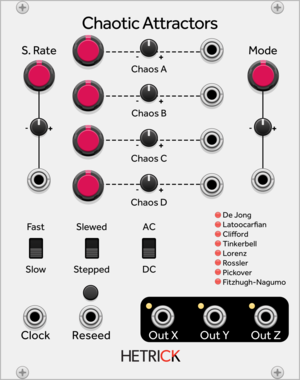 Chaotic Attractors
S. Rate
Mode
- +
Chaos A
- +
Chaos B
- +
- +
- +
Chaos C
- +
Chaos D
De Jong
Latoocarfian
Clifford
Tinkerbell
Lorenz
Rossler
Pickover
Fitzhugh-Nagumo
Fast
Slewed
AC
Slow
Stepped
DC
Clock
Reseed
Out X
Out Y
Out Z
HETRICK